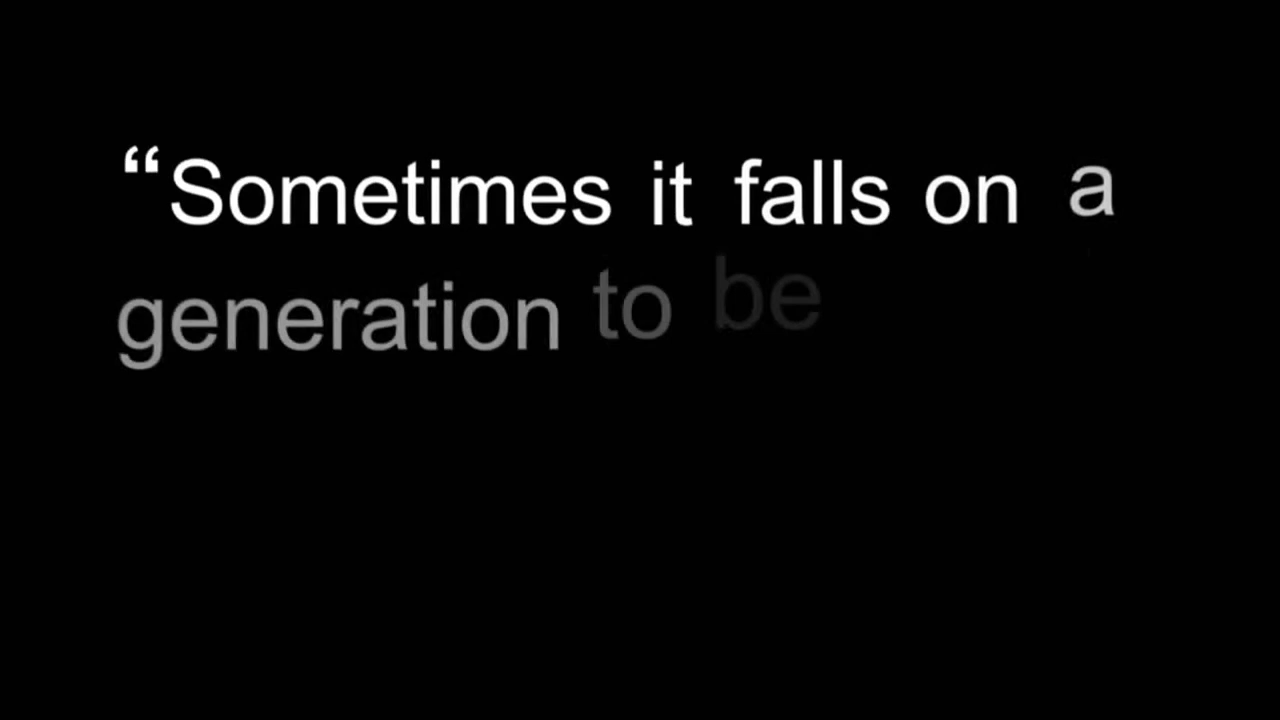 “Sometimes it falls on a
generation to be